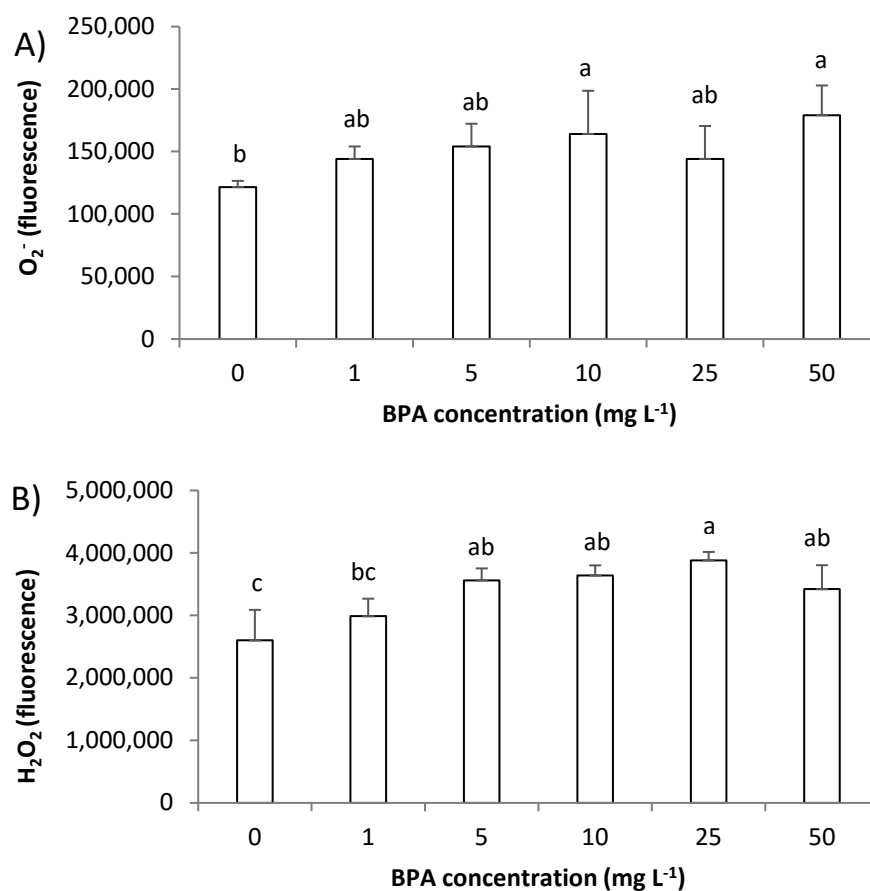 A)
O₂⁻ (fluorescence)
250,000
200,000
150,000
100,000
50,000
0
b
ab
ab
a
ab
a
0 1 5 10 25 50
BPA concentration (mg L⁻¹)
B)
H₂O₂ (fluorescence)
5,000,000
4,000,000
3,000,000
2,000,000
1,000,000
0
c
bc
ab
ab
a
ab
0 1 5 10 25 50
BPA concentration (mg L⁻¹)